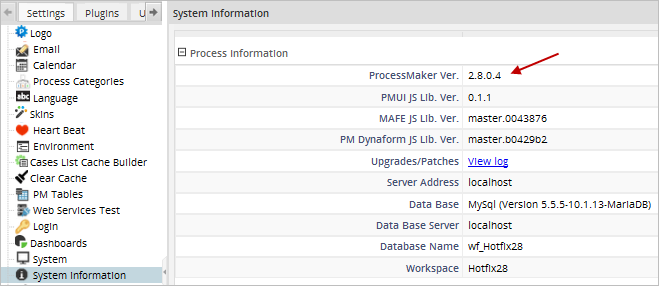 Settings
Plugins
U
System Information
Logo
Email
Calendar
Process Categories
abc Language
Skins
Heart Beat
Environment
Cases List Cache Builder
Clear Cache
PM Tables
Web Services Test
Login
Dashboards
System
System Information
Process Information
ProcessMaker Ver. 2.8.0.4
PMUI JS Lib. Ver. 0.1.1
MAFE JS Lib. Ver. master.0043876
PM Dynaform JS Lib. Ver. master.b0429b2
Upgrades/Patches View log
Server Address localhost
Data Base MySql (Version 5.5.5-10.1.13-MariaDB)
Data Base Server localhost
Database Name wf_Hotfix28
Workspace Hotfix28